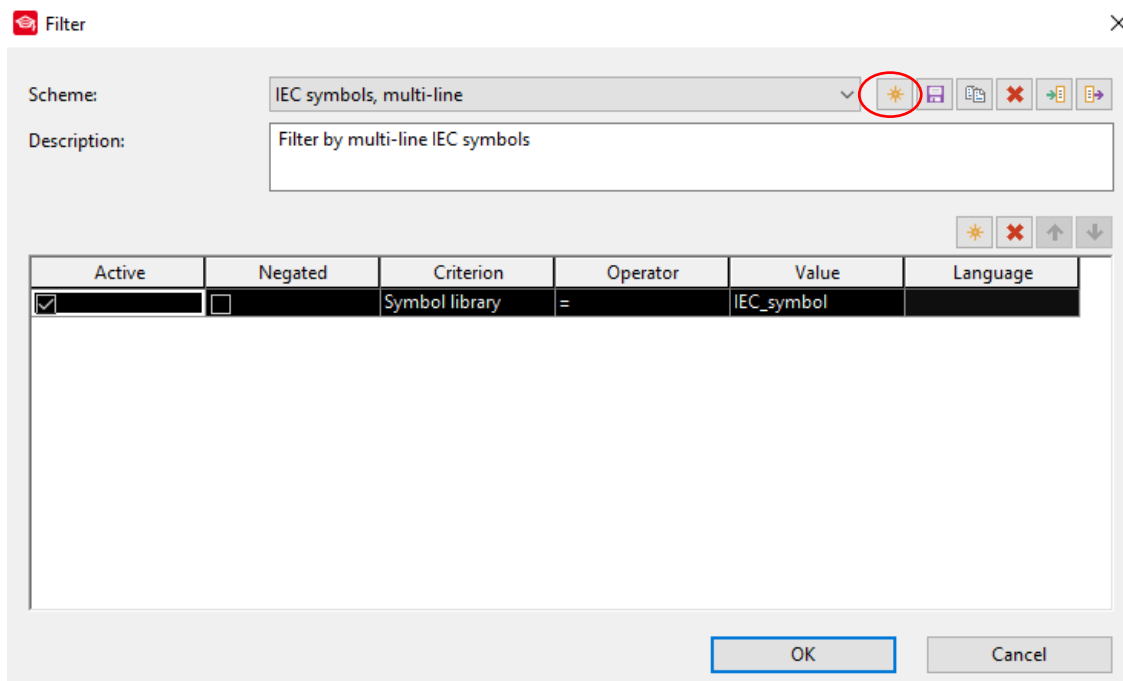 Filter
Scheme: IEC symbols, multi-line
Description: Filter by multi-line IEC symbols
Active Negated Criterion Operator Value Language
Symbol library = IEC_symbol
OK Cancel